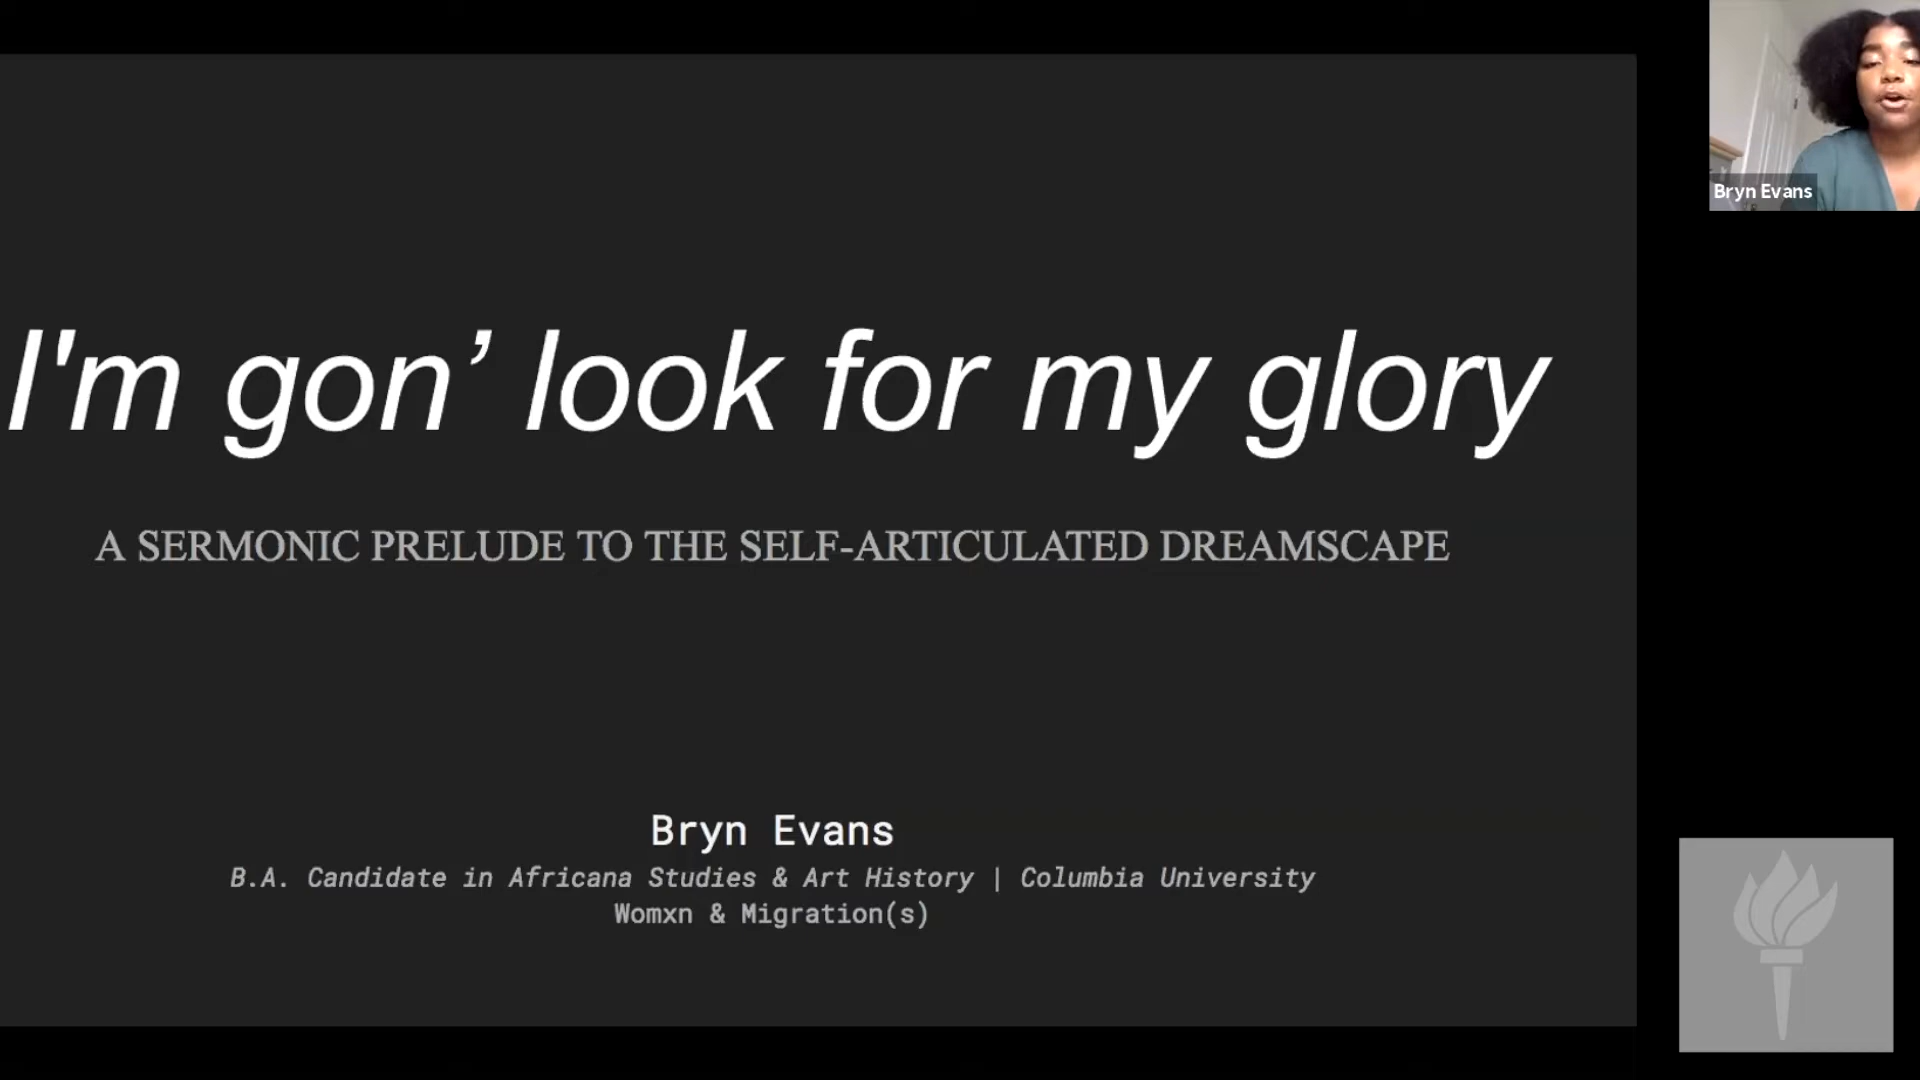 I'm gon’ look for my glory
A SERMONIC PRELUDE TO THE SELF-ARTICULATED DREAMSCAPE
Bryn Evans
B.A. Candidate in Africana Studies & Art History | Columbia University
Womxn & Migration(s)
Bryn Evans